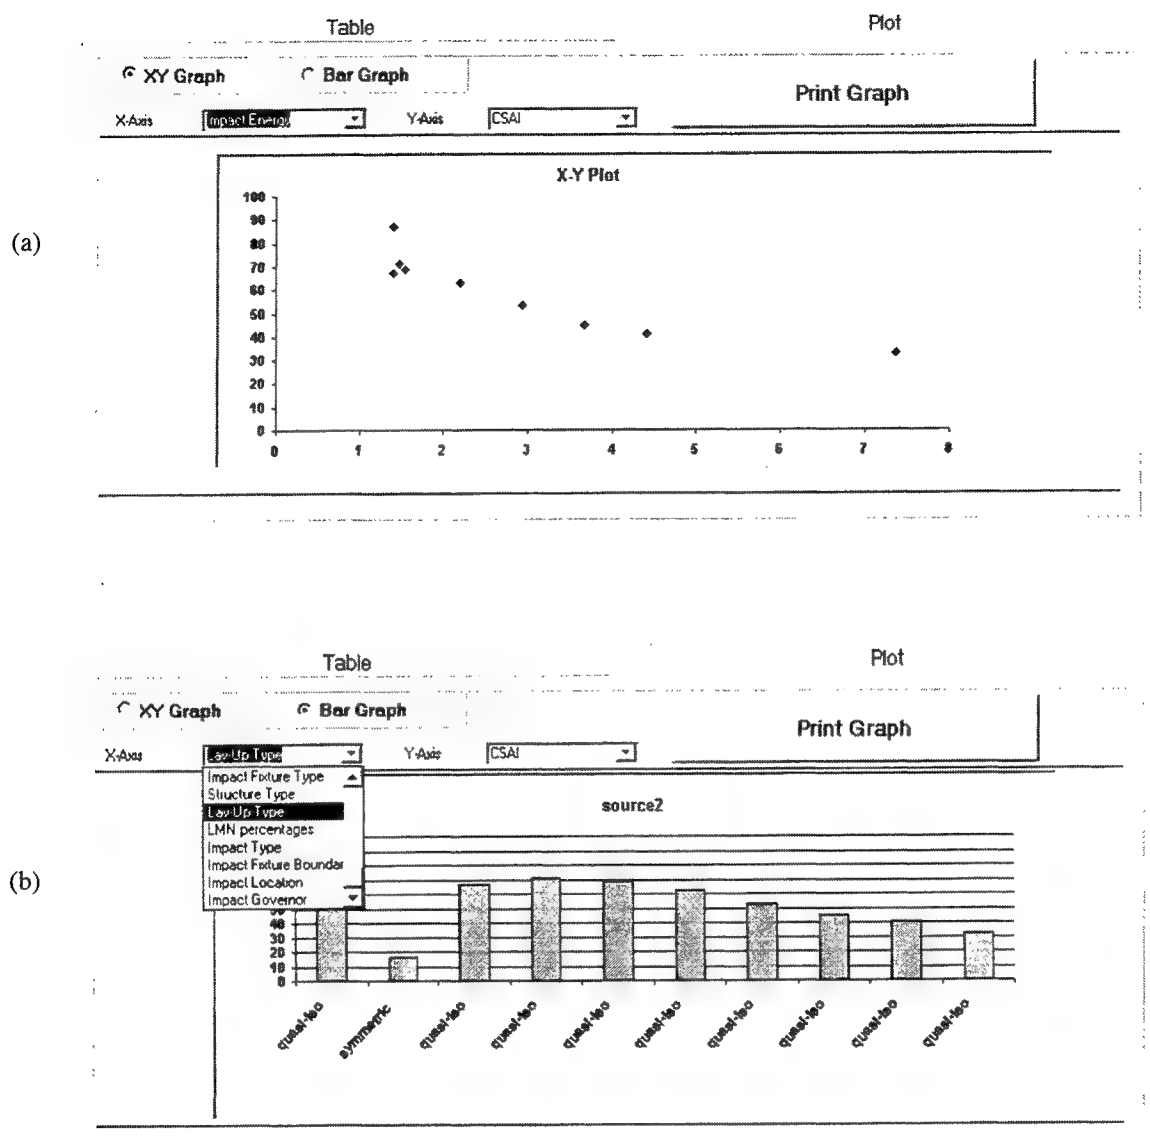 Table Plot
XY Graph Bar Graph
Print Graph
X-Axis Impact Energy Y-Axis CSAI
X-Y Plot
(a)
100
90
80
70
60
50
40
30
20
10
0
0 1 2 3 4 5 6 7 8
Table Plot
XY Graph Bar Graph
Print Graph
X-Axis Lay-Up Type Y-Axis CSAI
Impact Fixture Type
Structure Type
Lay-Up Type
LMN percentages
Impact Type
Impact Fixture Boundar
Impact Location
Impact Governor
source2
(b)
50
40
30
20
10
0
quasi-iso symmetric quasi-iso quasi-iso quasi-iso quasi-iso quasi-iso quasi-iso quasi-iso quasi-iso